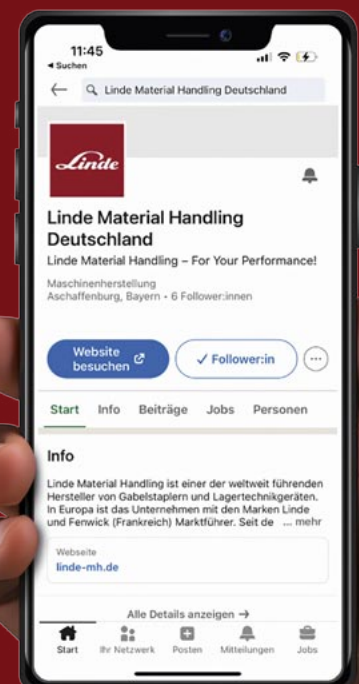 11:45
◄ Suchen
Linde Material Handling Deutschland
Linde
Linde Material Handling
Deutschland
Linde Material Handling – For Your Performance!
Maschinenherstellung
Aschaffenburg, Bayern • 6 Follower:innen
Website
besuchen
✓ Follower:in
Start Info Beiträge Jobs Personen
Info
Linde Material Handling ist einer der weltweit führenden
Hersteller von Gabelstaplern und Lagertechnikgeräten.
In Europa ist das Unternehmen mit den Marken Linde
und Fenwick (Frankreich) Marktführer. Seit de ... mehr
Webseite
linde-mh.de
Alle Details anzeigen →
Start Ihr Netzwerk Posten Mitteilungen Jobs